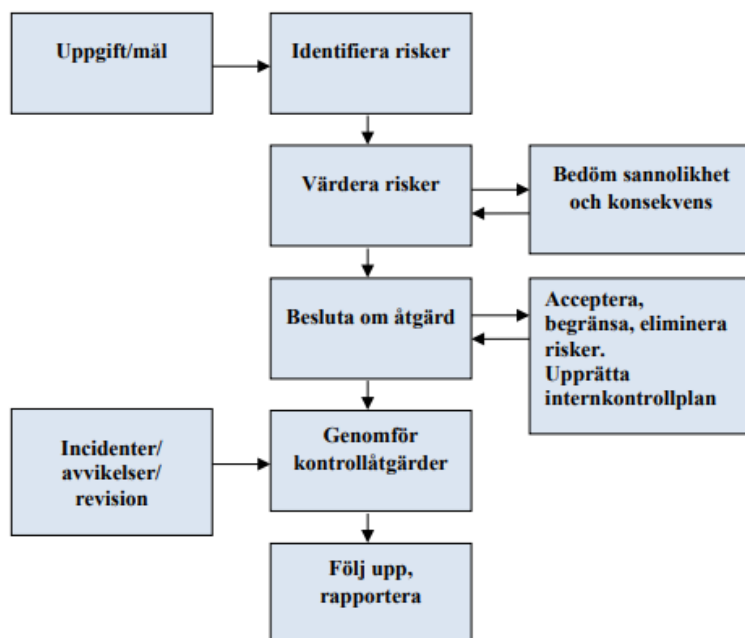 Uppgift/mål
Identifiera risker
Värdera risker
Bedöm sannolikhet
och konsekvens
Besluta om åtgärd
Acceptera,
begränsa, eliminera
risker.
Upprätta
internkontrollplan
Incidenter/
avvikelser/
revision
Genomför
kontrollåtgärder
Följ upp,
rapportera